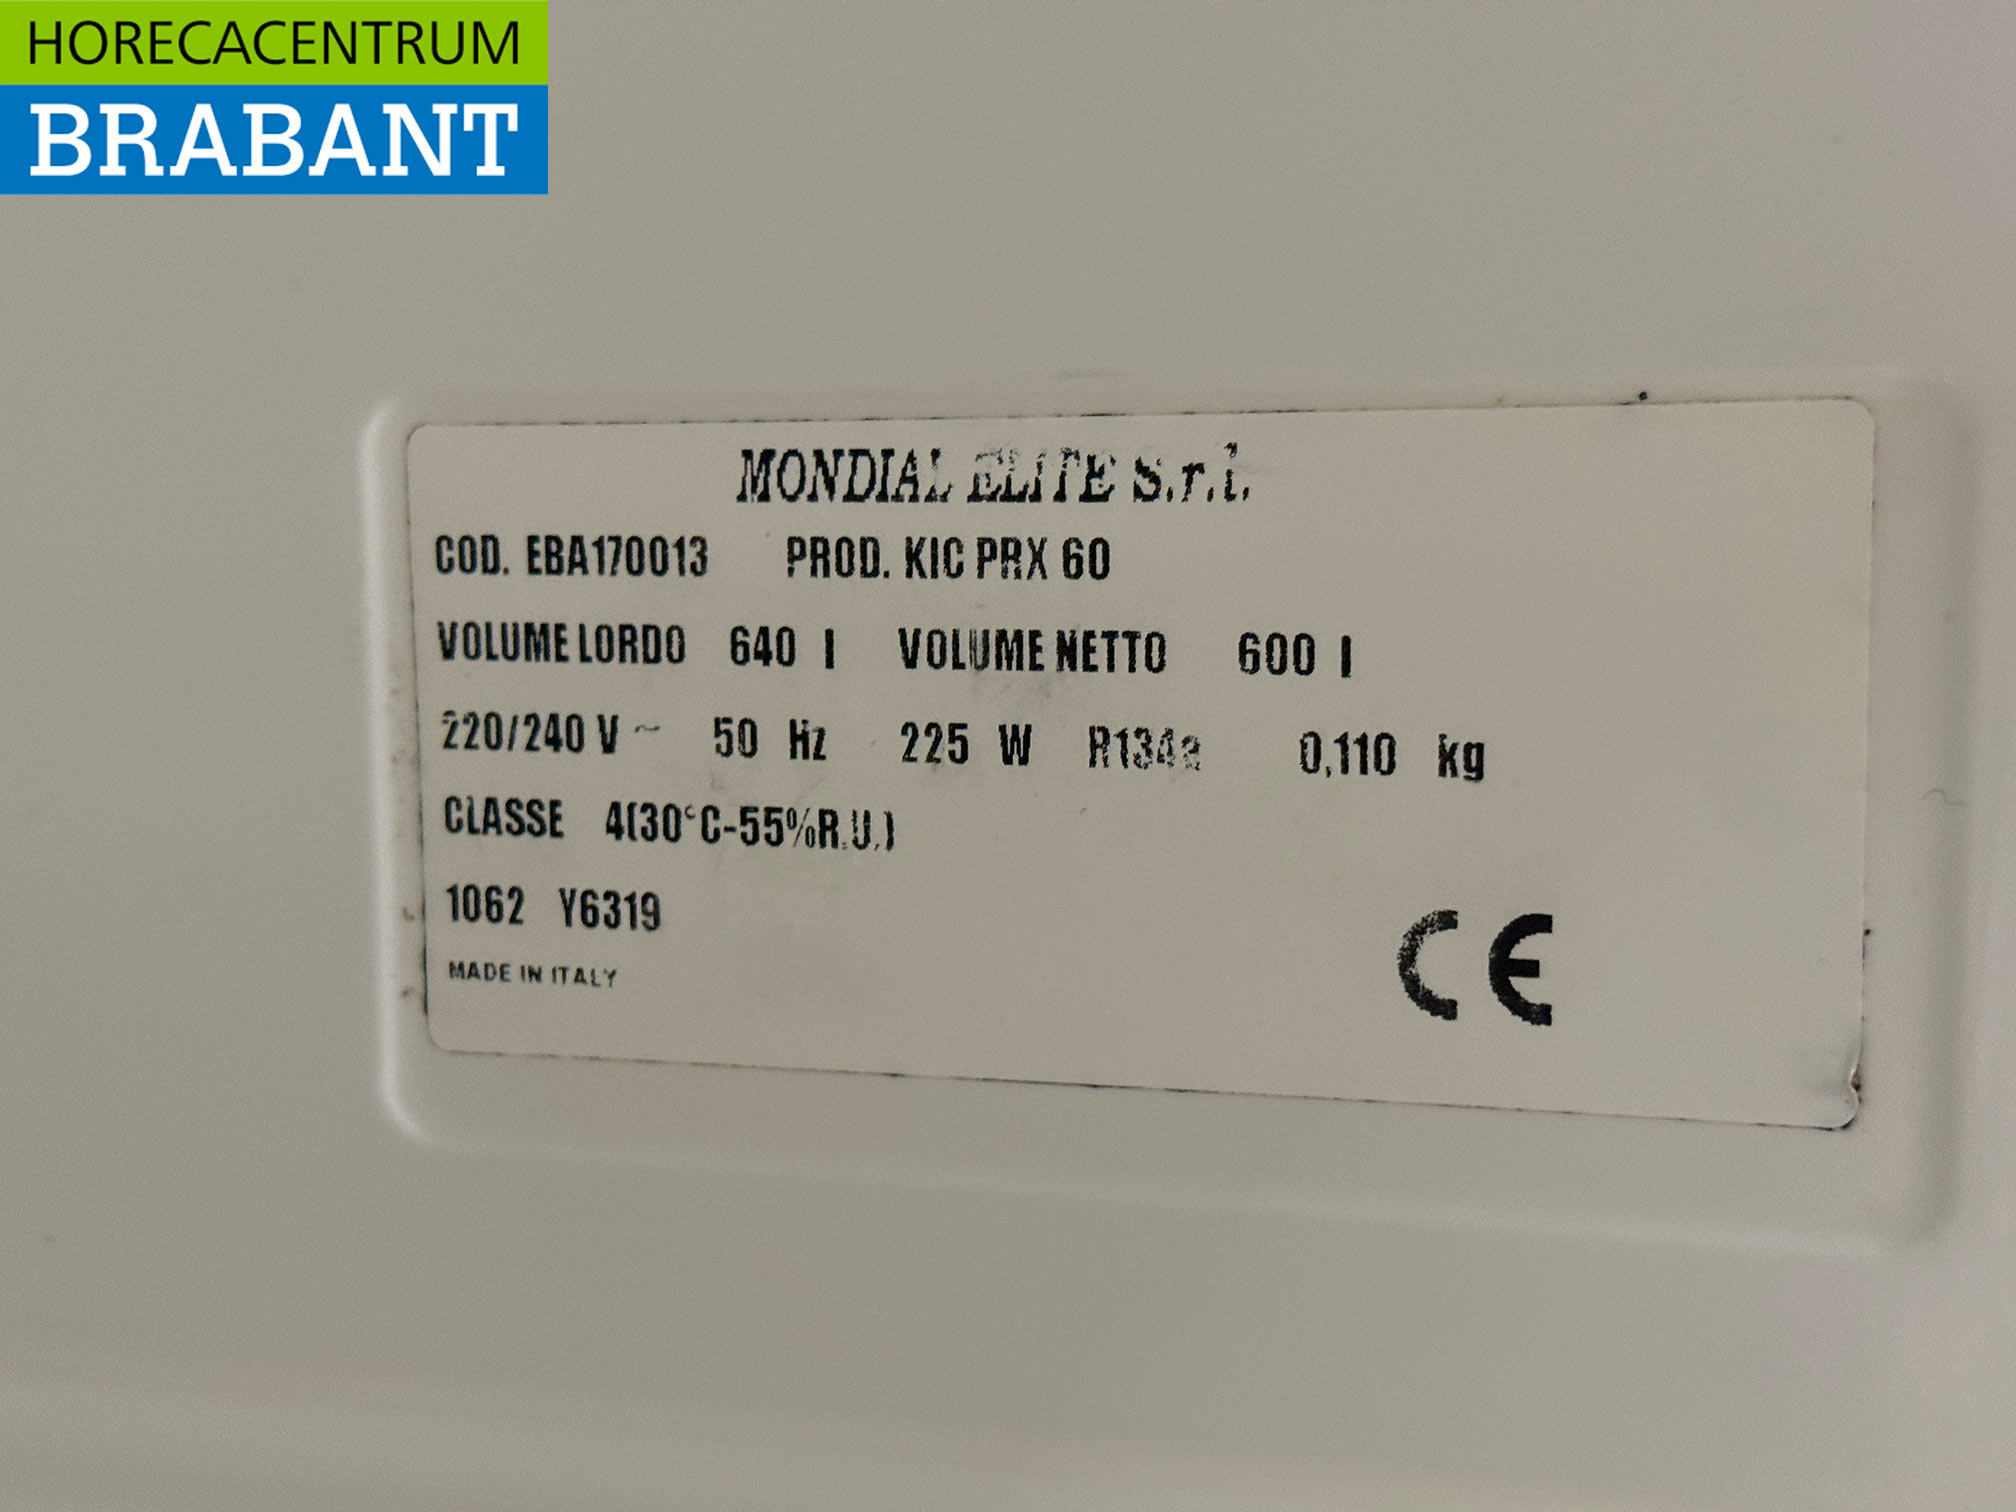 HORECACENTRUM
BRABANT
MONDIAL ELITE S.r.l.
COD. EBA170013 PROD. KIC PRX 60
VOLUME LORDO 640 l VOLUME NETTO 600 l
220/240 V ~ 50 Hz 225 W R134a 0,110 kg
CLASSE 4(30°C-55%R.U.)
1062 Y6319
MADE IN ITALY
CE